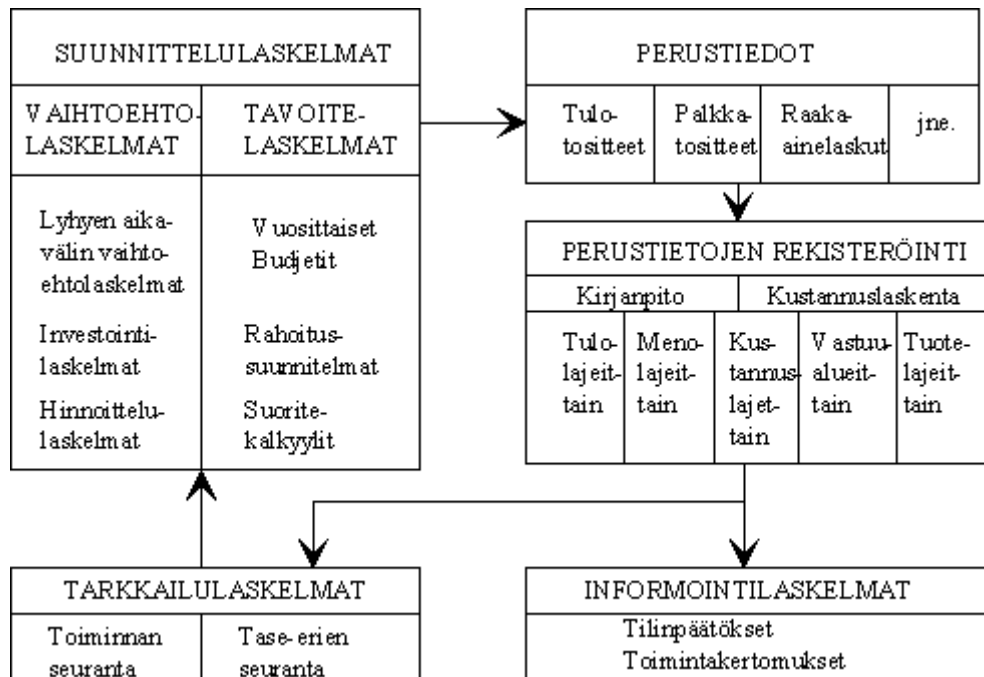 SUUNNITTELULASKELMAT
VAIHTOEHTO-
LASKELMAT
TAVOITE-
LASKELMAT
Lyhyen aika-
välin vaihto-
ehtolaskelmat
Investointi-
laskelmat
Hinnoittelu-
laskelmat
Vuosittaiset
Budjetit
Rahoitus-
suunnitelmat
Suorite-
kalkyylit
PERUSTIEDOT
Tulo-
tositteet
Palkka-
tositteet
Raaka-
ainelaskut
jne.
PERUSTIETOJEN REKISTERÖINTI
Kirjanpito
Kustannuslaskenta
Tulo-
lajeit-
tain
Meno-
lajeit-
tain
Kus-
tannus-
lajet-
tain
Vastuu-
alueit-
tain
Tuote-
lajeit-
tain
TARKKAILULASKELMAT
Toiminnan
seuranta
Tase-erien
seuranta
INFORMOINTILASKELMAT
Tilinpäätökset
Toimintakertomukset